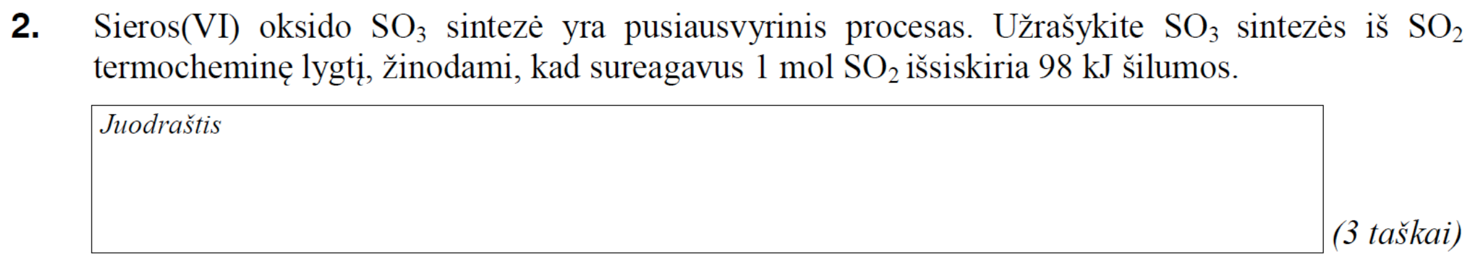 2. Sieros(VI) oksido SO₃ sintezė yra pusiausvyrinis procesas. Užrašykite SO₃ sintezės iš SO₂
termocheminę lygtį, žinodami, kad sureagavus 1 mol SO₂ išsiskiria 98 kJ šilumos.
Juodraštis
(3 taškai)